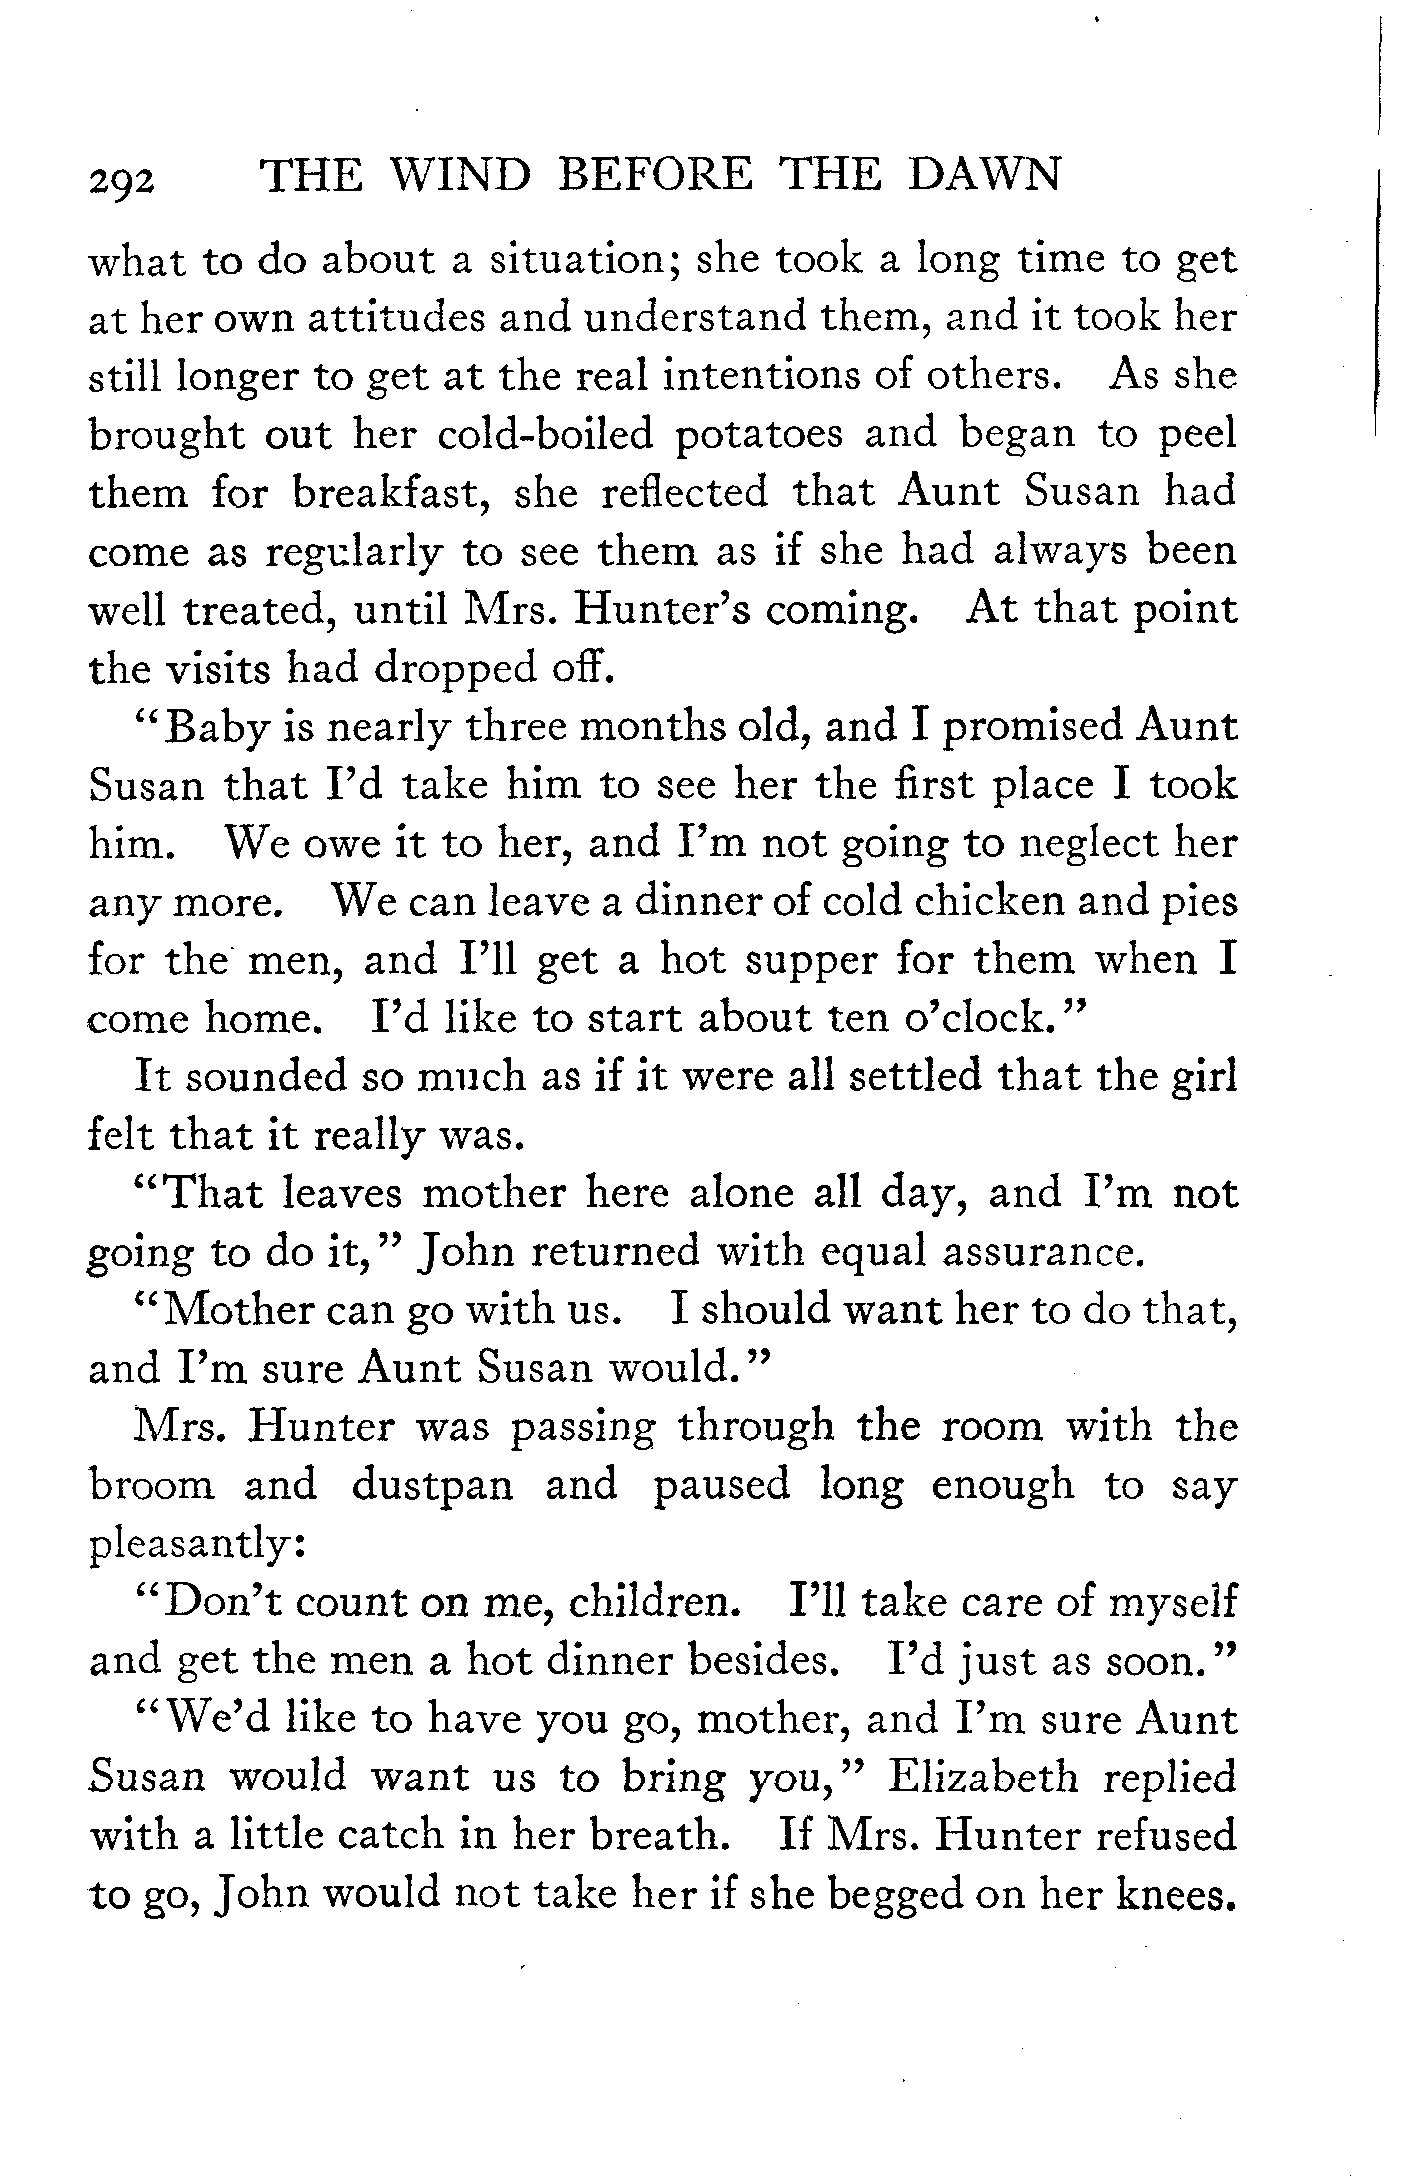 292 THE WIND BEFORE THE DAWN
what to do about a situation; she took a long time to get
at her own attitudes and understand them, and it took her
still longer to get at the real intentions of others. As she
brought out her cold-boiled potatoes and began to peel
them for breakfast, she reflected that Aunt Susan had
come as regularly to see them as if she had always been
well treated, until Mrs. Hunter's coming. At that point
the visits had dropped off.
"Baby is nearly three months old, and I promised Aunt
Susan that I'd take him to see her the first place I took
him. We owe it to her, and I'm not going to neglect her
any more. We can leave a dinner of cold chicken and pies
for the men, and I'll get a hot supper for them when I
come home. I'd like to start about ten o'clock."
It sounded so much as if it were all settled that the girl
felt that it really was.
"That leaves mother here alone all day, and I'm not
going to do it," John returned with equal assurance.
"Mother can go with us. I should want her to do that,
and I'm sure Aunt Susan would."
Mrs. Hunter was passing through the room with the
broom and dustpan and paused long enough to say
pleasantly:
"Don't count on me, children. I'll take care of myself
and get the men a hot dinner besides. I'd just as soon."
"We'd like to have you go, mother, and I'm sure Aunt
Susan would want us to bring you," Elizabeth replied
with a little catch in her breath. If Mrs. Hunter refused
to go, John would not take her if she begged on her knees.